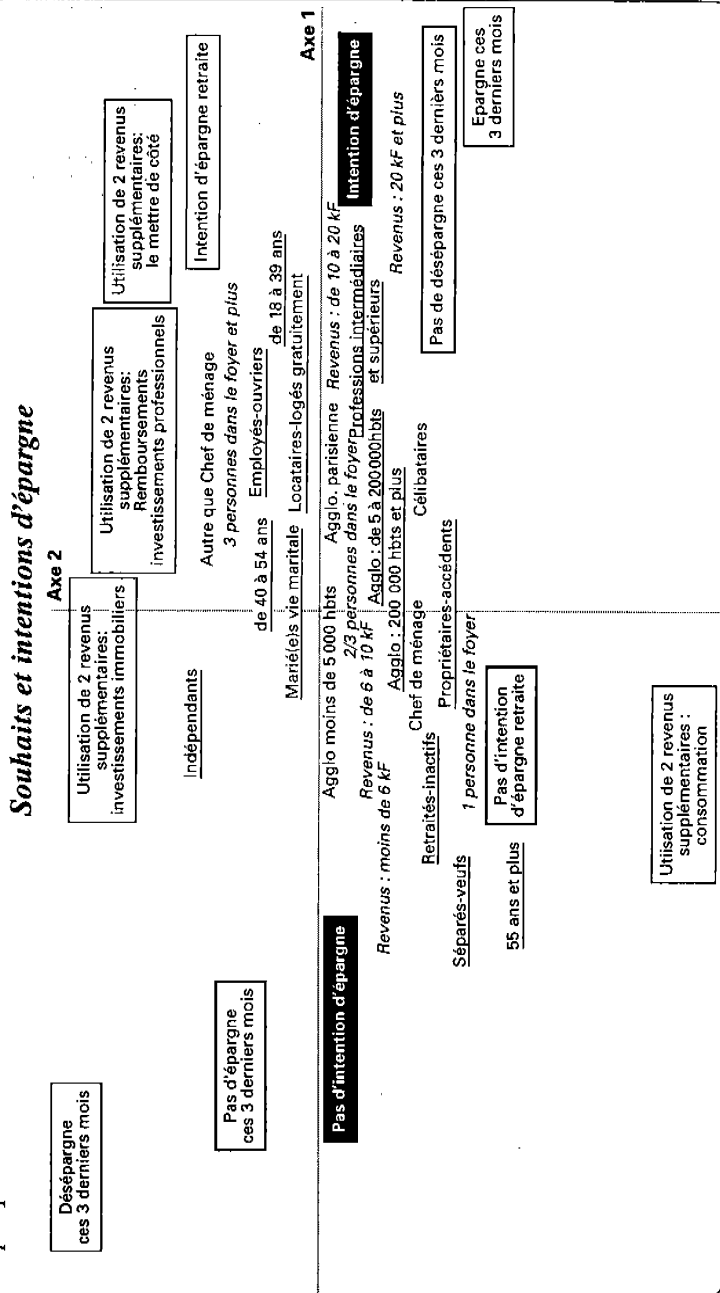 Souhaits et intentions d'épargne
Axe 2
Désépargne
ces 3 derniers mois
Utilisation de 2 revenus
supplémentaires:
investissements immobiliers
Utilisation de 2 revenus
supplémentaires:
Remboursements
investissements professionnels
Utilisation de 2 revenus
supplémentaires:
le mettre de côté
Indépendants
Intention d'épargne retraite
Autre que Chef de ménage
3 personnes dans le foyer et plus
Pas d'épargne
ces 3 derniers mois
de 40 à 54 ans
Employés-ouvriers
de 18 à 39 ans
Marié(e)s vie maritale
Locataires-logés gratuitement
Axe 1
Pas d'intention d'épargne
Agglo moins de 5 000 hbts
Agglo. parisienne
Revenus : de 10 à 20 kF
Intention d'épargne
2/3 personnes dans le foyer
Professions intermédiaires
et supérieurs
Revenus : de 6 à 10 kF
Agglo : de 5 à 200000hbts
Revenus : moins de 6 kF
Agglo : 200 000 hbts et plus
Revenu : 20 kF et plus
Chef de ménage
Célibataires
Retraités-inactifs
Propriétaires-accédents
Pas de désépargne ces 3 dernièrs mois
Séparés-veufs
1 personne dans le foyer
Epargne ces
3 derniers mois
55 ans et plus
Pas d'intention
d'épargne retraite
Utiisation de 2 revenus
supplémentaires :
consommation